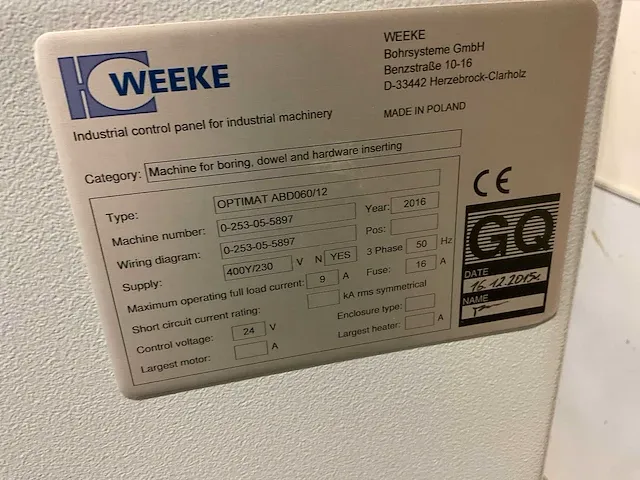 WEEKE
WEEKE
Bohrsysteme GmbH
Benzstraße 10-16
D-33442 Herzebrock-Clarholz
Industrial control panel for industrial machinery
MADE IN POLAND
Category: Machine for boring, dowel and hardware inserting
Type: OPTIMAT ABD060/12
Machine number: 0-253-05-5897 Year: 2016
Wiring diagram: 0-253-05-5897 Pos:
Supply: 400Y/230 V N YES 3 Phase 50 Hz
Maximum operating full load current: 9 A Fuse: 16 A
Short circuit current rating: kA rms symmetrical
Control voltage: 24 V Enclosure type:
Largest motor: A Largest heater: A
CE
GQ
DATE
16.12.2015
NAME